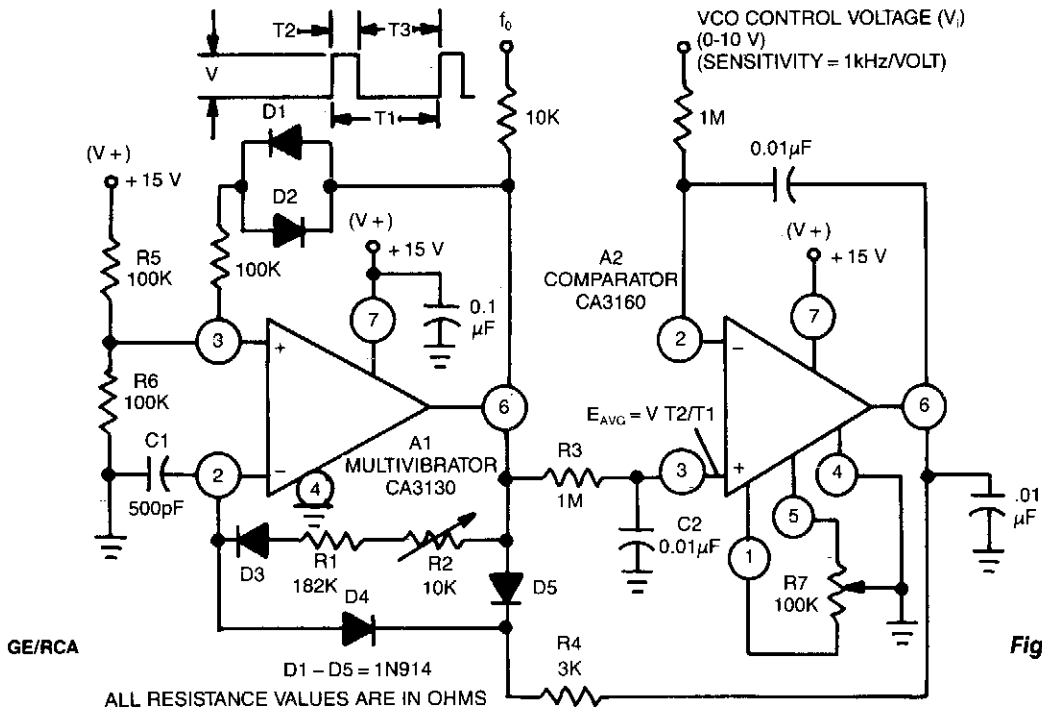 T2
T3
V
T1
f₀
10K
VCO CONTROL VOLTAGE (Vᵢ)
(0-10 V)
(SENSITIVITY = 1kHz/VOLT)
1M
0.01µF
(V +)
+ 15 V
D1
D2
R5
100K
100K
(V +)
+ 15 V
7
0.1
µF
A2
COMPARATOR
CA3160
(V +)
+ 15 V
7
3
+
2
−
R6
100K
C1
500pF
2
−
A1
MULTIVIBRATOR
CA3130
4
6
E_AVG = V T2/T1
R3
1M
3
+
6
4
5
1
C2
0.01µF
R7
100K
.01
µF
D3
R1
182K
R2
10K
D5
D4
R4
3K
GE/RCA
D1 – D5 = 1N914
ALL RESISTANCE VALUES ARE IN OHMS
Fig